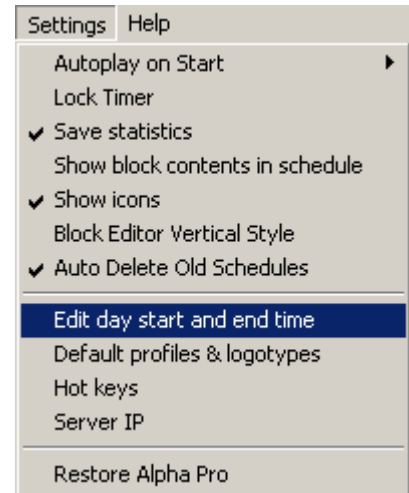 Settings Help
Autoplay on Start
Lock Timer
Save statistics
Show block contents in schedule
Show icons
Block Editor Vertical Style
Auto Delete Old Schedules
Edit day start and end time
Default profiles & logotypes
Hot keys
Server IP
Restore Alpha Pro